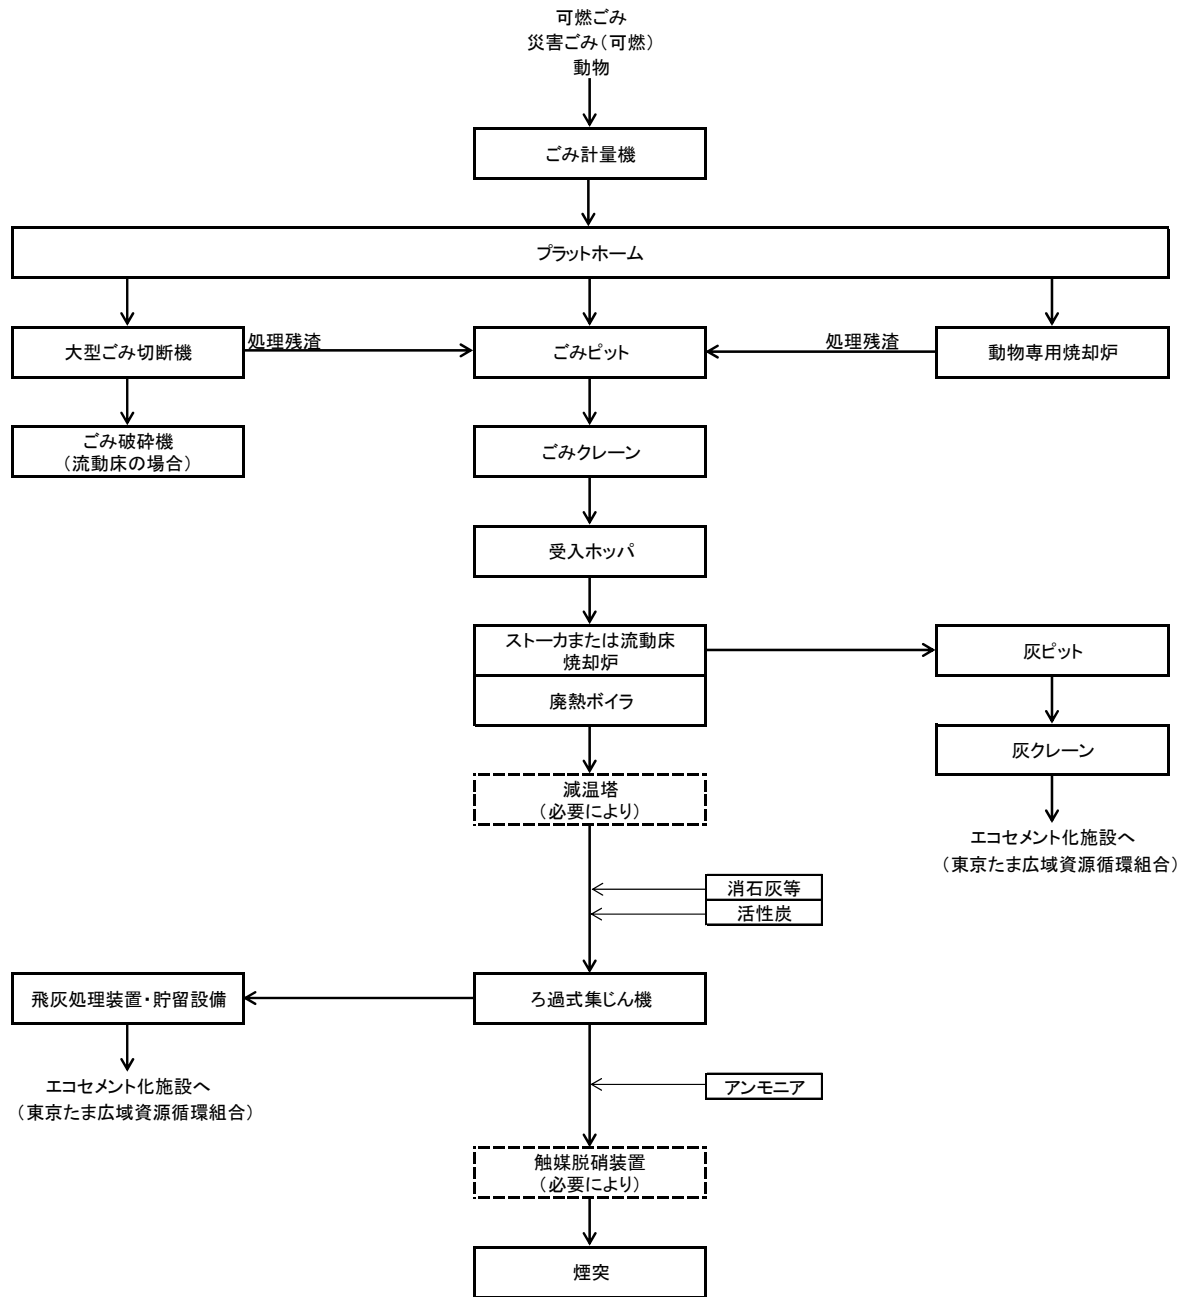 可燃ごみ
災害ごみ（可燃）
動物
ごみ計量機
プラットホーム
大型ごみ切断機
処理残渣
ごみピット
処理残渣
動物専用焼却炉
ごみ破砕機
（流動床の場合）
ごみクレーン
受入ホッパ
ストーカまたは流動床
焼却炉
廃熱ボイラ
灰ピット
灰クレーン
エコセメント化施設へ
（東京たま広域資源循環組合）
減温塔
（必要により）
消石灰等
活性炭
ろ過式集じん機
飛灰処理装置・貯留設備
エコセメント化施設へ
（東京たま広域資源循環組合）
アンモニア
触媒脱硝装置
（必要により）
煙突